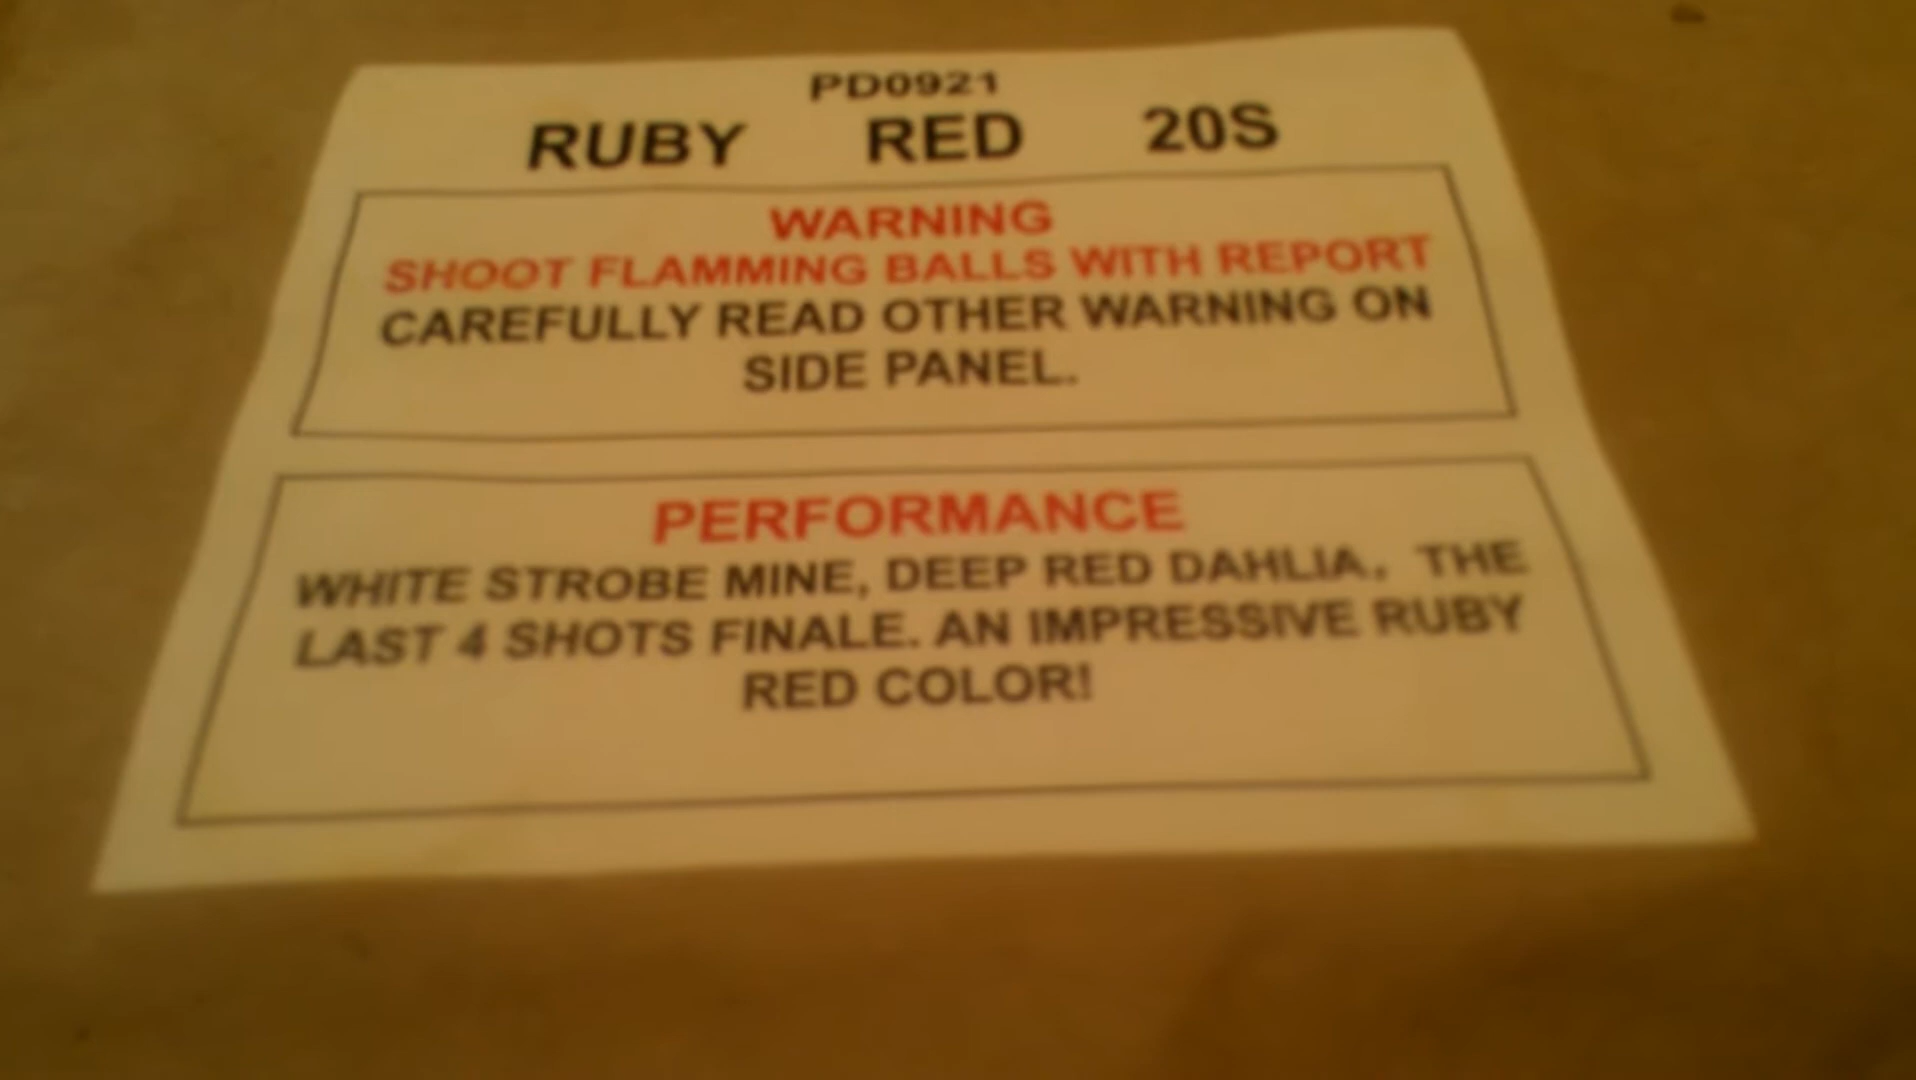 PD0921
RUBY RED 20S
WARNING
SHOOT FLAMMING BALLS WITH REPORT
CAREFULLY READ OTHER WARNING ON
SIDE PANEL.
PERFORMANCE
WHITE STROBE MINE, DEEP RED DAHLIA. THE
LAST 4 SHOTS FINALE. AN IMPRESSIVE RUBY
RED COLOR!